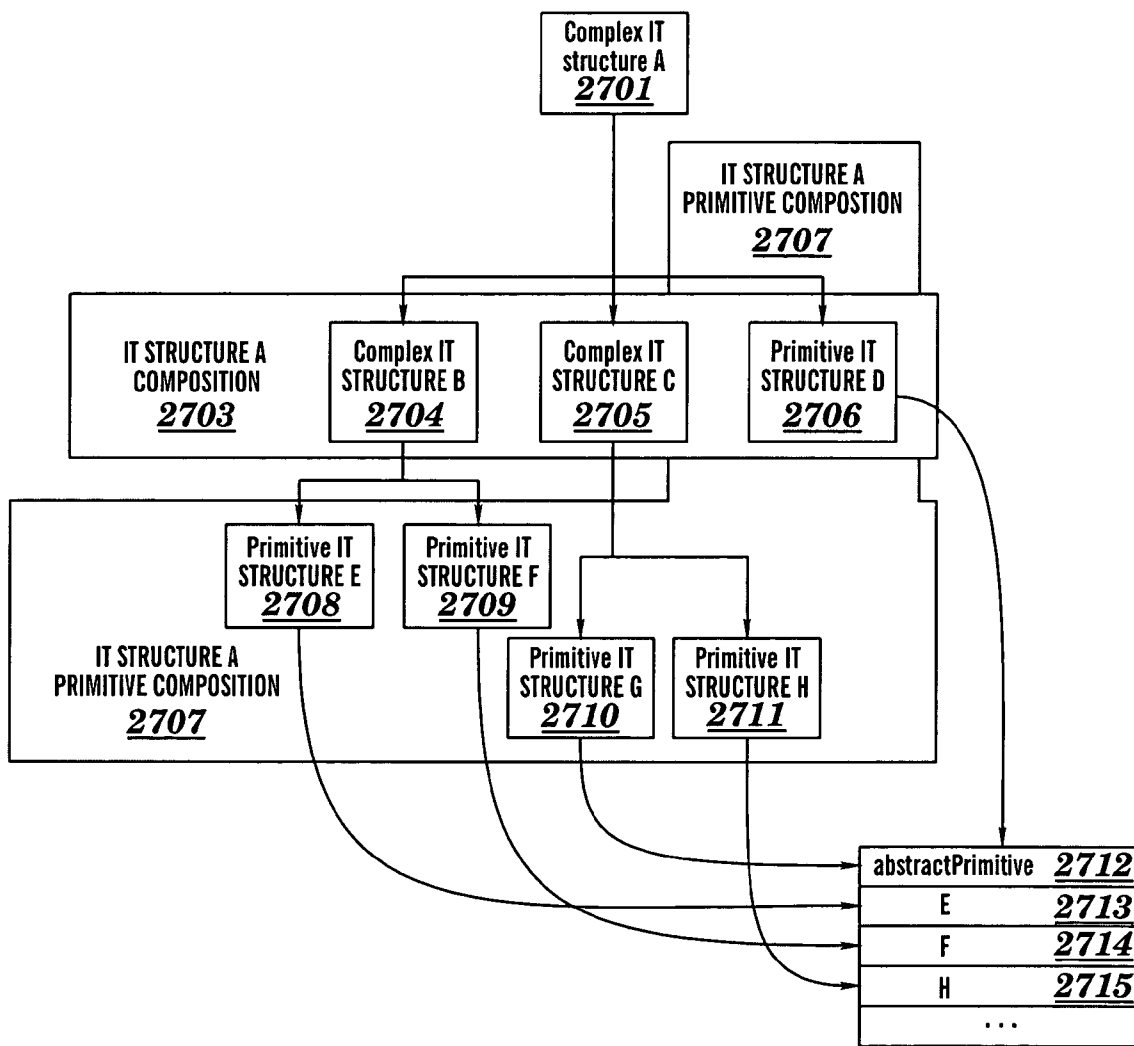 Complex IT
structure A
2701
IT STRUCTURE A
PRIMITIVE COMPOSTION
2707
IT STRUCTURE A
COMPOSITION
2703
Complex IT
STRUCTURE B
2704
Complex IT
STRUCTURE C
2705
Primitive IT
STRUCTURE D
2706
Primitive IT
STRUCTURE E
2708
Primitive IT
STRUCTURE F
2709
IT STRUCTURE A
PRIMITIVE COMPOSITION
2707
Primitive IT
STRUCTURE G
2710
Primitive IT
STRUCTURE H
2711
abstractPrimitive 2712
E 2713
F 2714
H 2715
...